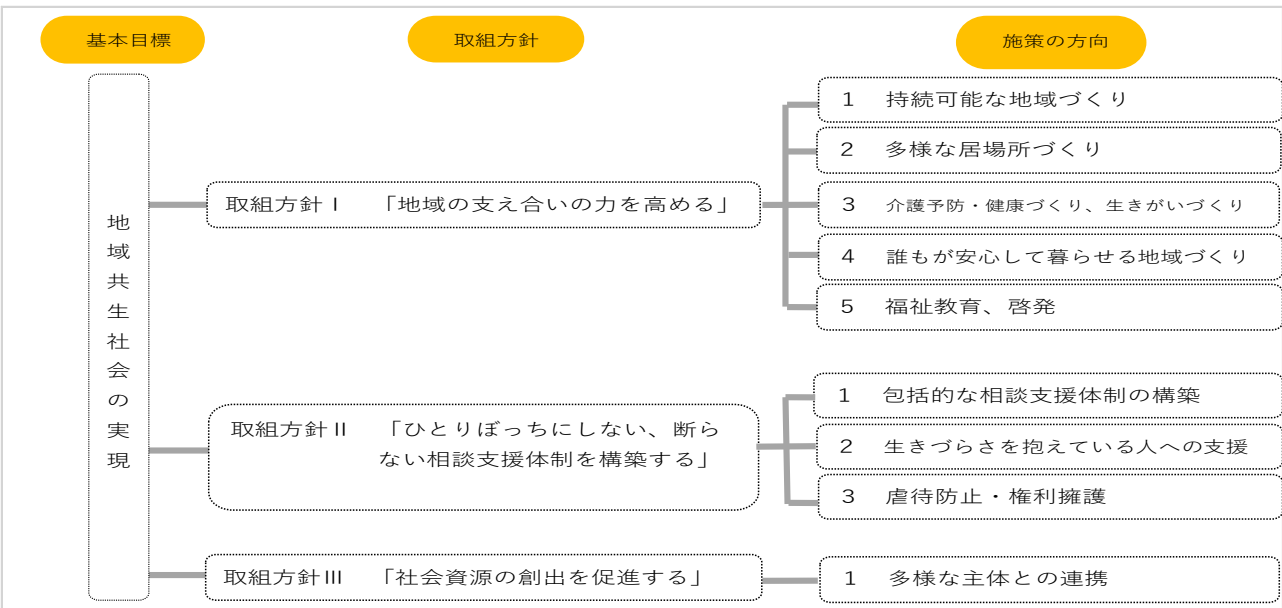 基本目標 取組方針 施策の方向
地域共生社会の実現
取組方針Ⅰ 「地域の支え合いの力を高める」
1 持続可能な地域づくり
2 多様な居場所づくり
3 介護予防・健康づくり、生きがいづくり
4 誰もが安心して暮らせる地域づくり
5 福祉教育、啓発
取組方針Ⅱ 「ひとりぼっちにしない、断ら
ない相談支援体制を構築する」
1 包括的な相談支援体制の構築
2 生きづらさを抱えている人への支援
3 虐待防止・権利擁護
取組方針Ⅲ 「社会資源の創出を促進する」
1 多様な主体との連携